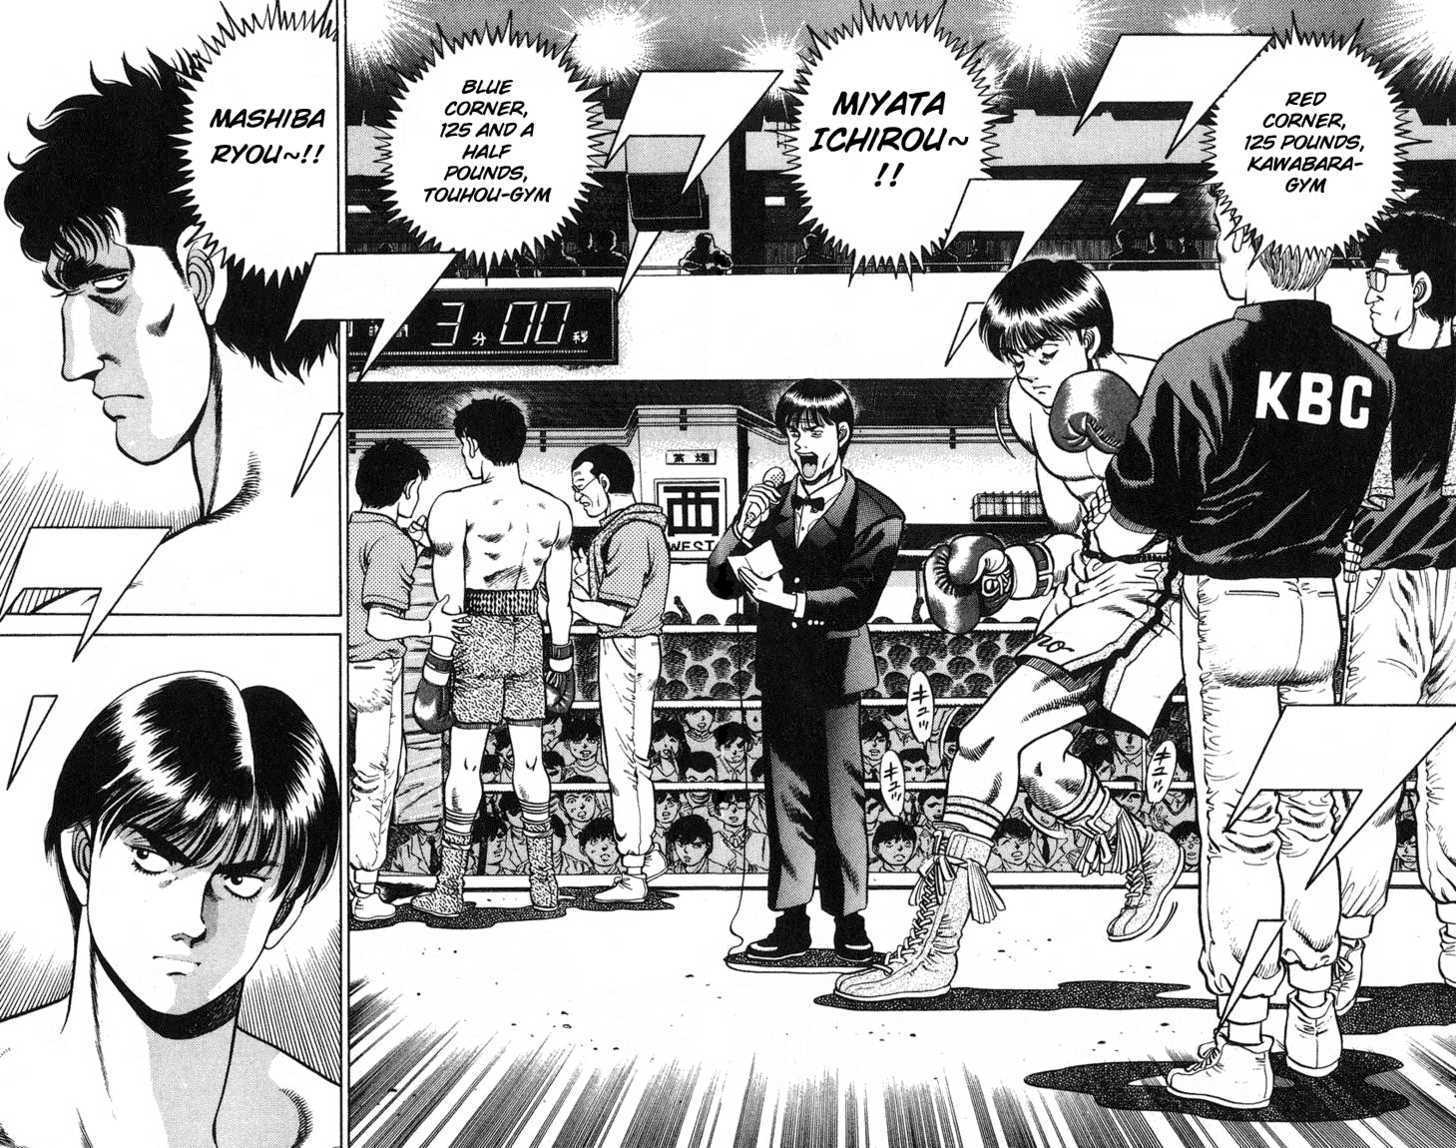 RED
CORNER,
125 POUNDS,
KAWABARA-
GYM
MIYATA
ICHIROU~
!!
BLUE
CORNER,
125 AND A
HALF
POUNDS,
TOUHOU-GYM
MASHIBA
RYOU~!!
3分00秒
西
WEST
KBC
キュッ
キュッ
キュッ